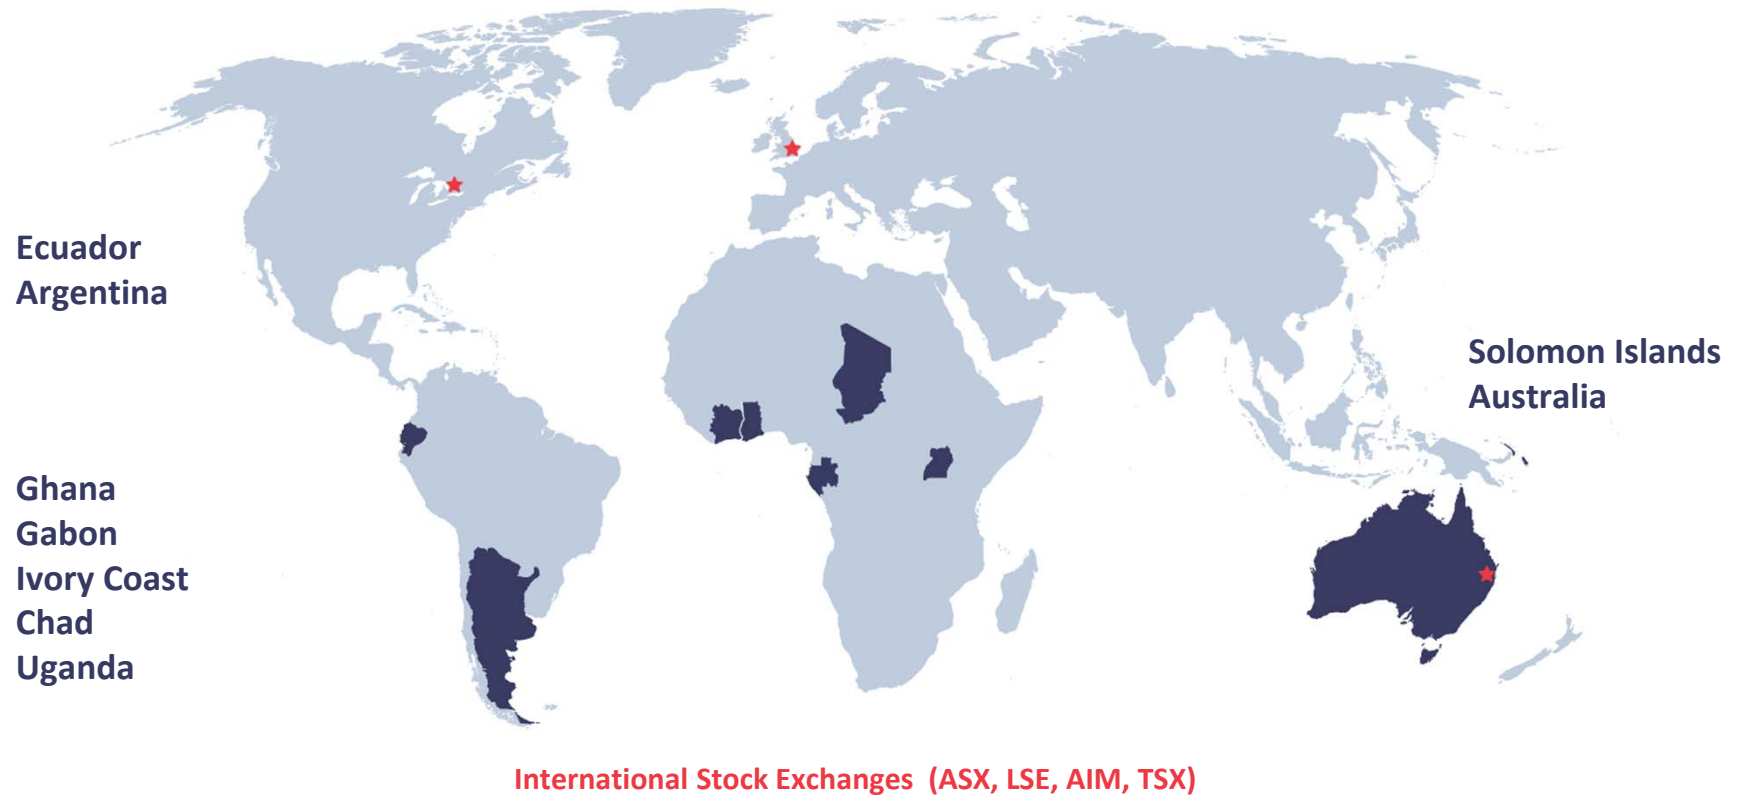 Ecuador
Argentina
Ghana
Gabon
Ivory Coast
Chad
Uganda
Solomon Islands
Australia
International Stock Exchanges (ASX, LSE, AIM, TSX)